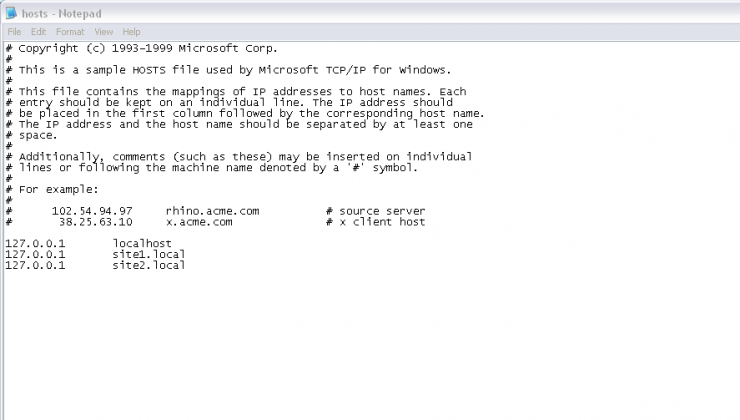 hosts - Notepad
File Edit Format View Help
# Copyright (c) 1993-1999 Microsoft Corp.
#
# This is a sample HOSTS file used by Microsoft TCP/IP for Windows.
#
# This file contains the mappings of IP addresses to host names. Each
# entry should be kept on an individual line. The IP address should
# be placed in the first column followed by the corresponding host name.
# The IP address and the host name should be separated by at least one
# space.
#
# Additionally, comments (such as these) may be inserted on individual
# lines or following the machine name denoted by a '#' symbol.
#
# For example:
#
#      102.54.94.97     rhino.acme.com          # source server
#       38.25.63.10     x.acme.com              # x client host

127.0.0.1       localhost
127.0.0.1       site1.local
127.0.0.1       site2.local